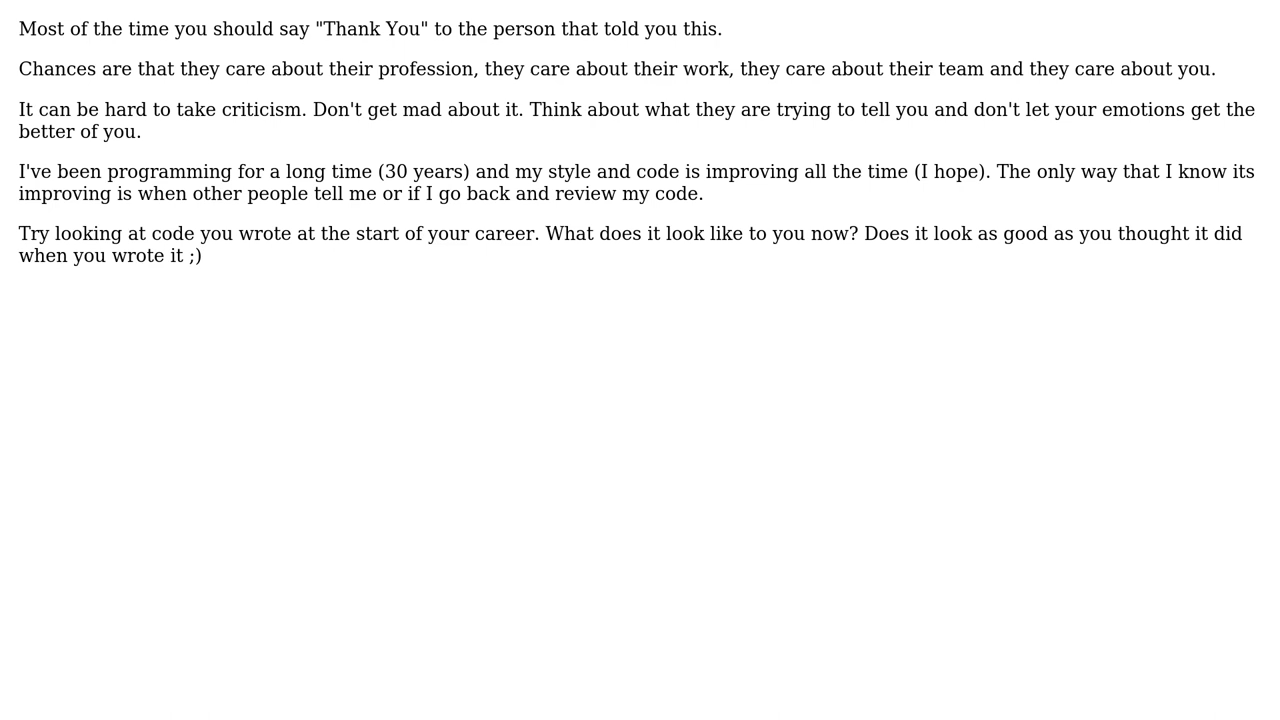 Most of the time you should say "Thank You" to the person that told you this.
Chances are that they care about their profession, they care about their work, they care about their team and they care about you.
It can be hard to take criticism. Don't get mad about it. Think about what they are trying to tell you and don't let your emotions get the
better of you.
I've been programming for a long time (30 years) and my style and code is improving all the time (I hope). The only way that I know its
improving is when other people tell me or if I go back and review my code.
Try looking at code you wrote at the start of your career. What does it look like to you now? Does it look as good as you thought it did
when you wrote it ;)